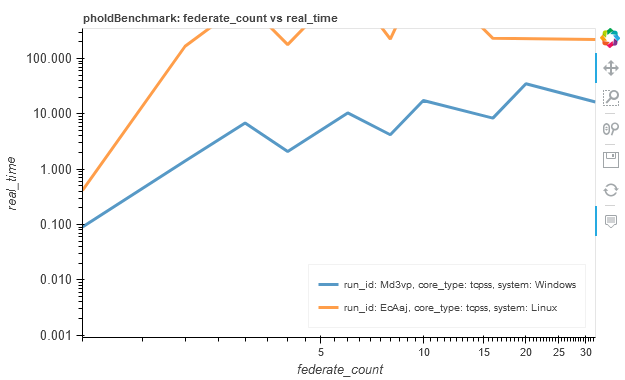 pholdBenchmark: federate_count vs real_time
100.000
10.000
1.000
0.100
0.010
0.001
real_time
run_id: Md3vp, core_type: tcpss, system: Windows
run_id: EcAaj, core_type: tcpss, system: Linux
5 10 15 20 25 30
federate_count